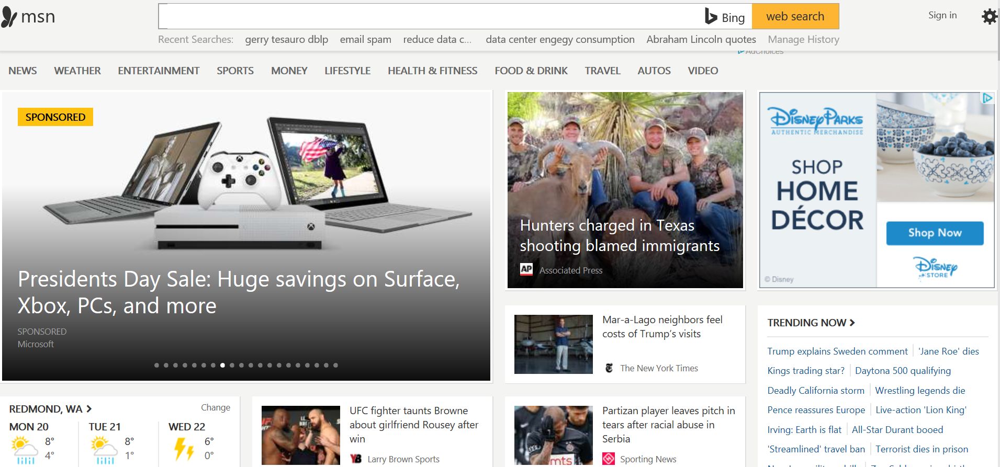 msn
Bing
web search
Sign in
Recent Searches: gerry tesauro dblp email spam reduce data c... data center engegy consumption Abraham Lincoln quotes Manage History
AdChoices
NEWS WEATHER ENTERTAINMENT SPORTS MONEY LIFESTYLE HEALTH & FITNESS FOOD & DRINK TRAVEL AUTOS VIDEO
SPONSORED
Presidents Day Sale: Huge savings on Surface,
Xbox, PCs, and more
SPONSORED
Microsoft
Hunters charged in Texas
shooting blamed immigrants
AP Associated Press
Disney Parks
AUTHENTIC MERCHANDISE
SHOP
HOME
DÉCOR
Shop Now
Disney
STORE
© Disney
Mar-a-Lago neighbors feel
costs of Trump's visits
The New York Times
TRENDING NOW
Trump explains Sweden comment 'Jane Roe' dies
Kings trading star? Daytona 500 qualifying
Deadly California storm Wrestling legends die
Pence reassures Europe Live-action 'Lion King'
Irving: Earth is flat All-Star Durant booed
'Streamlined' travel ban Terrorist dies in prison
REDMOND, WA
Change
MON 20 TUE 21 WED 22
8° 8° 6°
4° 1° 0°
UFC fighter taunts Browne
about girlfriend Rousey after
win
YB Larry Brown Sports
Partizan player leaves pitch in
tears after racial abuse in
Serbia
Sporting News
mts